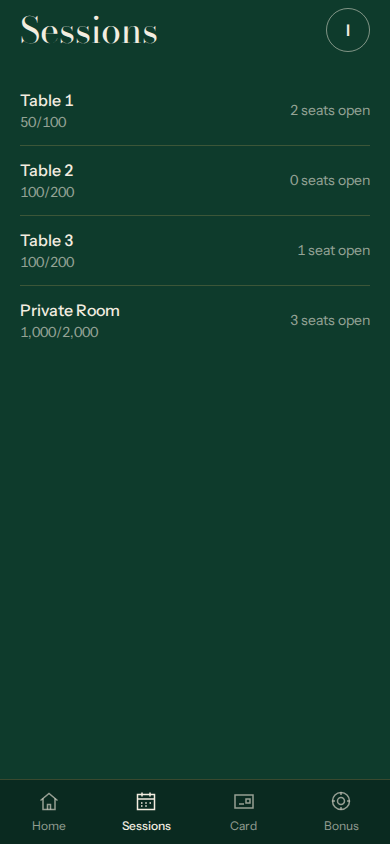 Sessions
I
Table 1
50/100
2 seats open
Table 2
100/200
0 seats open
Table 3
100/200
1 seat open
Private Room
1,000/2,000
3 seats open
Home
Sessions
Card
Bonus